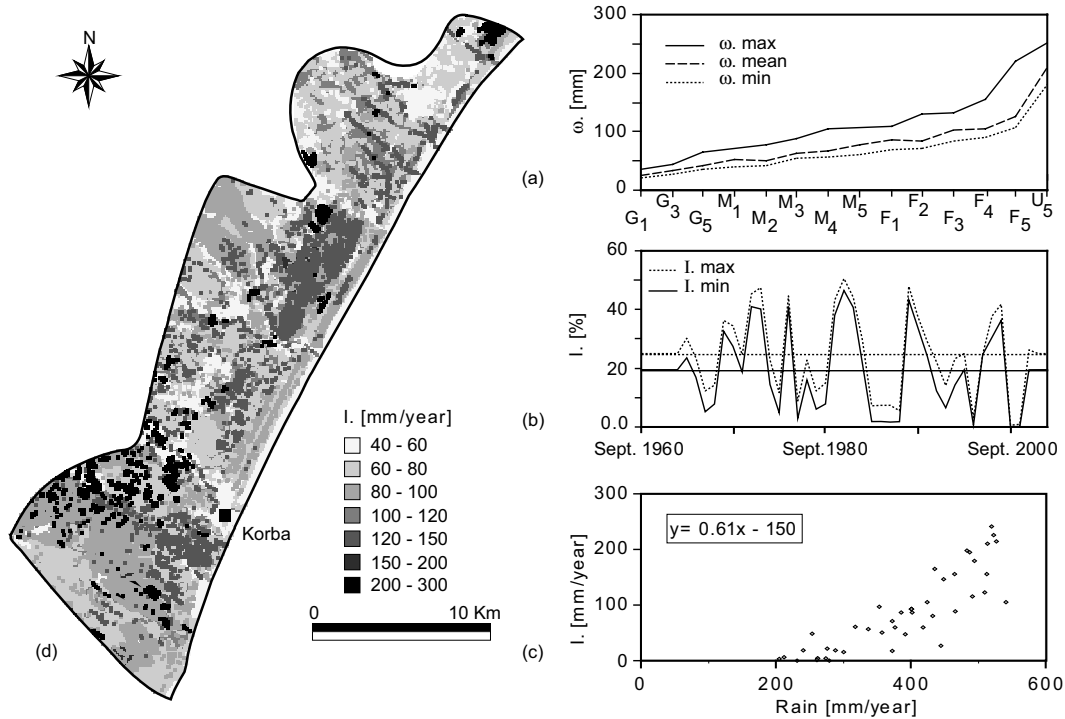 N
I. [mm/year]
40 - 60
60 - 80
80 - 100
100 - 120
120 - 150
150 - 200
200 - 300
Korba
0 10 Km
(d)
300
200
100
0
ω. [mm]
ω. max
ω. mean
ω. min
(a)
G1 G3 G5 M1 M2 M3 M4 M5 F1 F2 F3 F4 F5 U5
60
40
20
0.0
I. [%]
I. max
I. min
(b)
Sept. 1960 Sept.1980 Sept. 2000
300
200
100
0
I. [mm/year]
y= 0.61x - 150
(c)
0 200 400 600
Rain [mm/year]